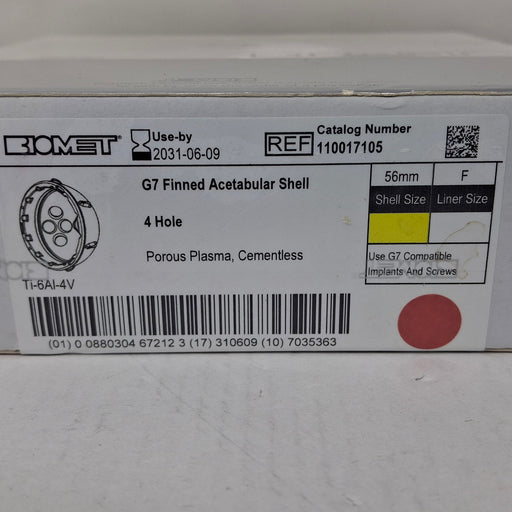 BIOMET®
Use-by
2031-06-09
REF
Catalog Number
110017105
G7 Finned Acetabular Shell
4 Hole
Porous Plasma, Cementless
Ti-6Al-4V
56mm F
Shell Size Liner Size
Use G7 Compatible
Implants And Screws
(01) 0 0880304 67212 3 (17) 310609 (10) 7035363